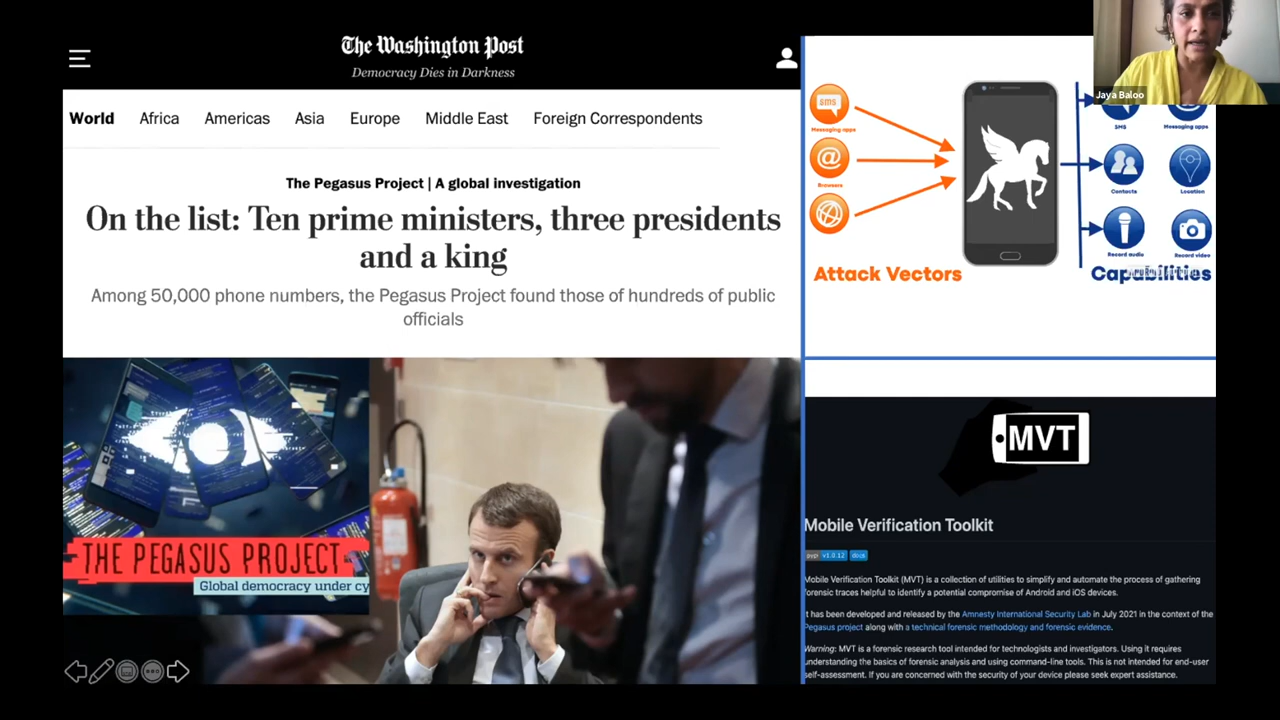 The Washington Post
Democracy Dies in Darkness
World Africa Americas Asia Europe Middle East Foreign Correspondents
The Pegasus Project | A global investigation
On the list: Ten prime ministers, three presidents
and a king
Among 50,000 phone numbers, the Pegasus Project found those of hundreds of public
officials
THE PEGASUS PROJECT
Global democracy under cy
Jaya Baloo
sms
Messaging apps
@
Browsers
Attack Vectors
SMS
Messaging apps
Contacts
Location
Record audio
Record video
Capabilities
MVT
Mobile Verification Toolkit
pypi v1.0.12 docs
Mobile Verification Toolkit (MVT) is a collection of utilities to simplify and automate the process of gathering
forensic traces helpful to identify a potential compromise of Android and iOS devices.
It has been developed and released by the Amnesty International Security Lab in July 2021 in the context of the
Pegasus project along with a technical forensic methodology and forensic evidence.
Warning: MVT is a forensic research tool intended for technologists and investigators. Using it requires
understanding the basics of forensic analysis and using command-line tools. This is not intended for end-user
self-assessment. If you are concerned with the security of your device please seek expert assistance.